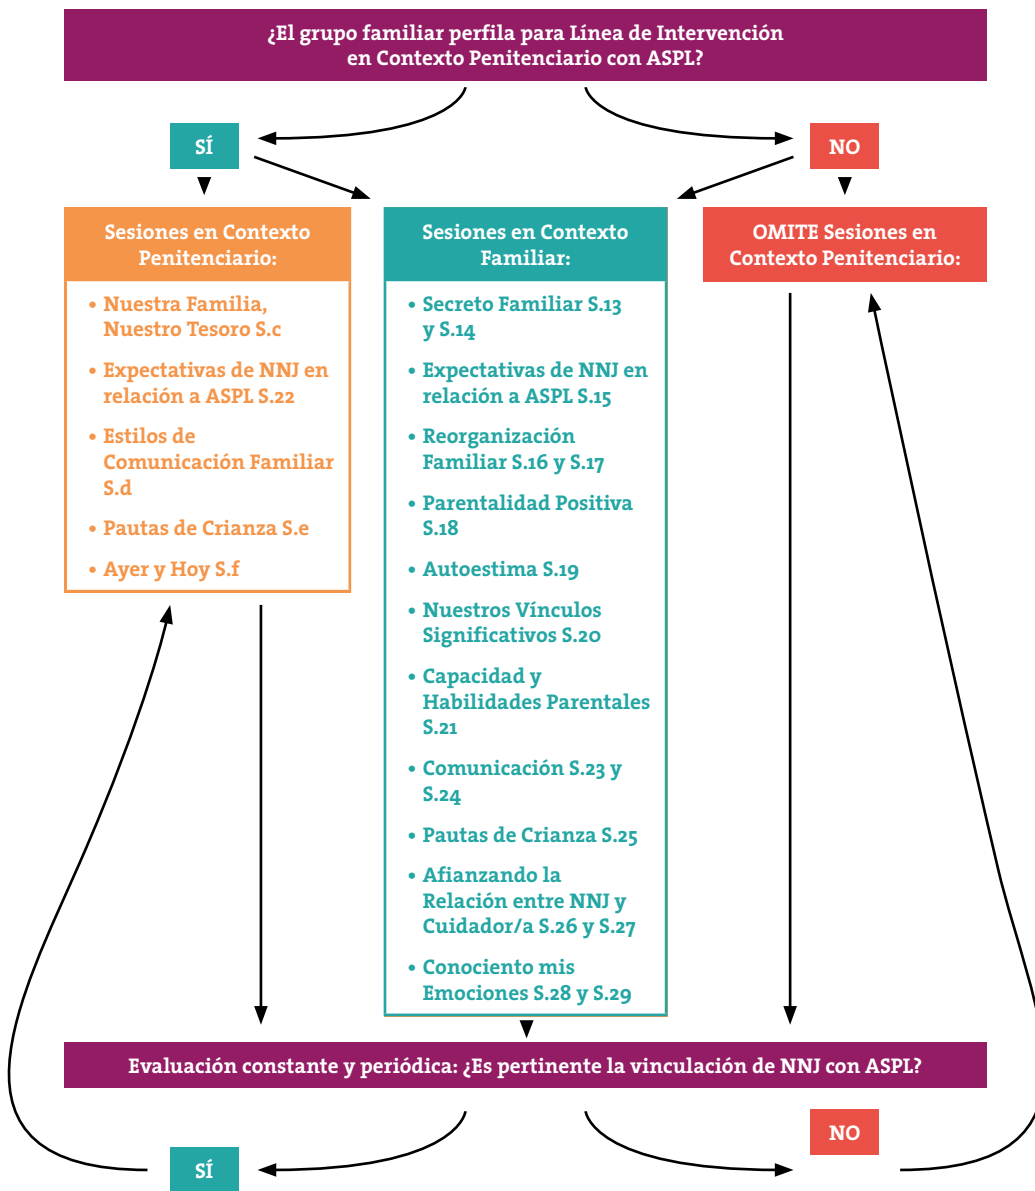 ¿El grupo familiar perfila para Línea de Intervención
en Contexto Penitenciario con ASPL?
SÍ
NO
Sesiones en Contexto
Penitenciario:
• Nuestra Familia,
Nuestro Tesoro S.c
• Expectativas de NNJ en
relación a ASPL S.22
• Estilos de
Comunicación Familiar
S.d
• Pautas de Crianza S.e
• Ayer y Hoy S.f
Sesiones en Contexto
Familiar:
• Secreto Familiar S.13
y S.14
• Expectativas de NNJ en
relación a ASPL S.15
• Reorganización
Familiar S.16 y S.17
• Parentalidad Positiva
S.18
• Autoestima S.19
• Nuestros Vínculos
Significativos S.20
• Capacidad y
Habilidades Parentales
S.21
• Comunicación S.23 y
S.24
• Pautas de Crianza S.25
• Afianzando la
Relación entre NNJ y
Cuidador/a S.26 y S.27
• Conociento mis
Emociones S.28 y S.29
OMITE Sesiones en
Contexto Penitenciario:
Evaluación constante y periódica: ¿Es pertinente la vinculación de NNJ con ASPL?
SÍ
NO